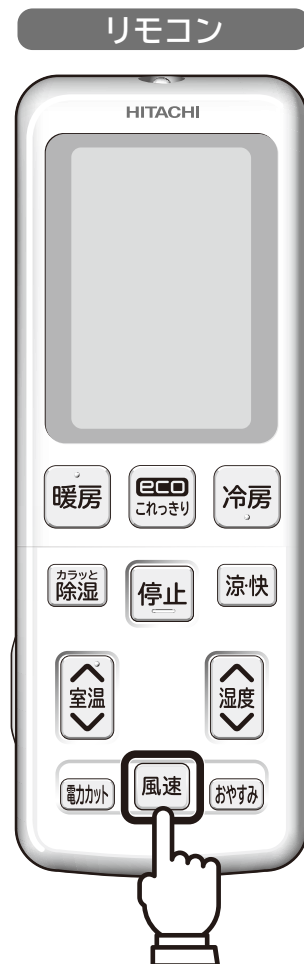 リモコン
HITACHI
暖房
eco
これっきり
冷房
カラッと
除湿
停止
涼・快
室温
湿度
電力カット
風速
おやすみ